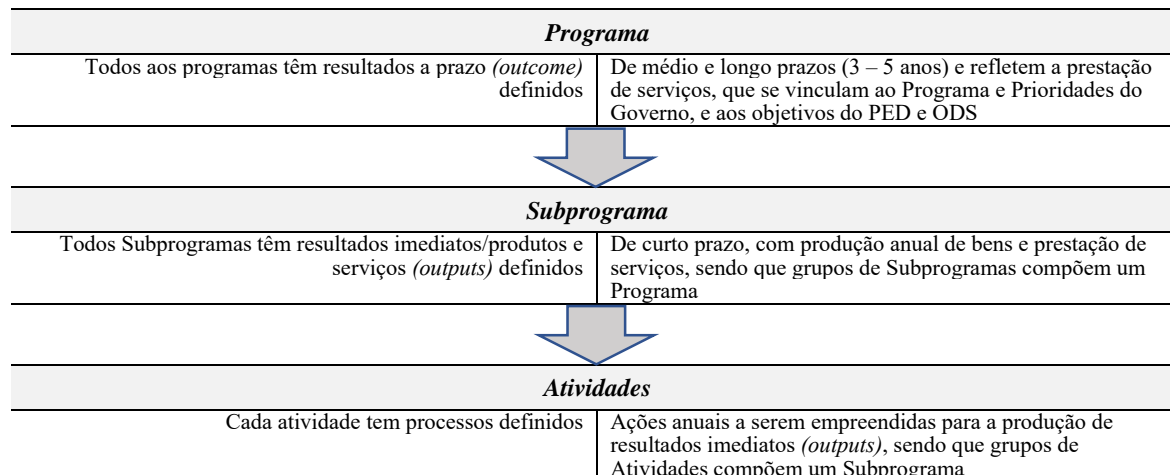 Programa
Todos aos programas têm resultados a prazo (outcome)
definidos
De médio e longo prazos (3 – 5 anos) e refletem a prestação
de serviços, que se vinculam ao Programa e Prioridades do
Governo, e aos objetivos do PED e ODS
Subprograma
Todos Subprogramas têm resultados imediatos/produtos e
serviços (outputs) definidos
De curto prazo, com produção anual de bens e prestação de
serviços, sendo que grupos de Subprogramas compõem um
Programa
Atividades
Cada atividade tem processos definidos
Ações anuais a serem empreendidas para a produção de
resultados imediatos (outputs), sendo que grupos de
Atividades compõem um Subprograma